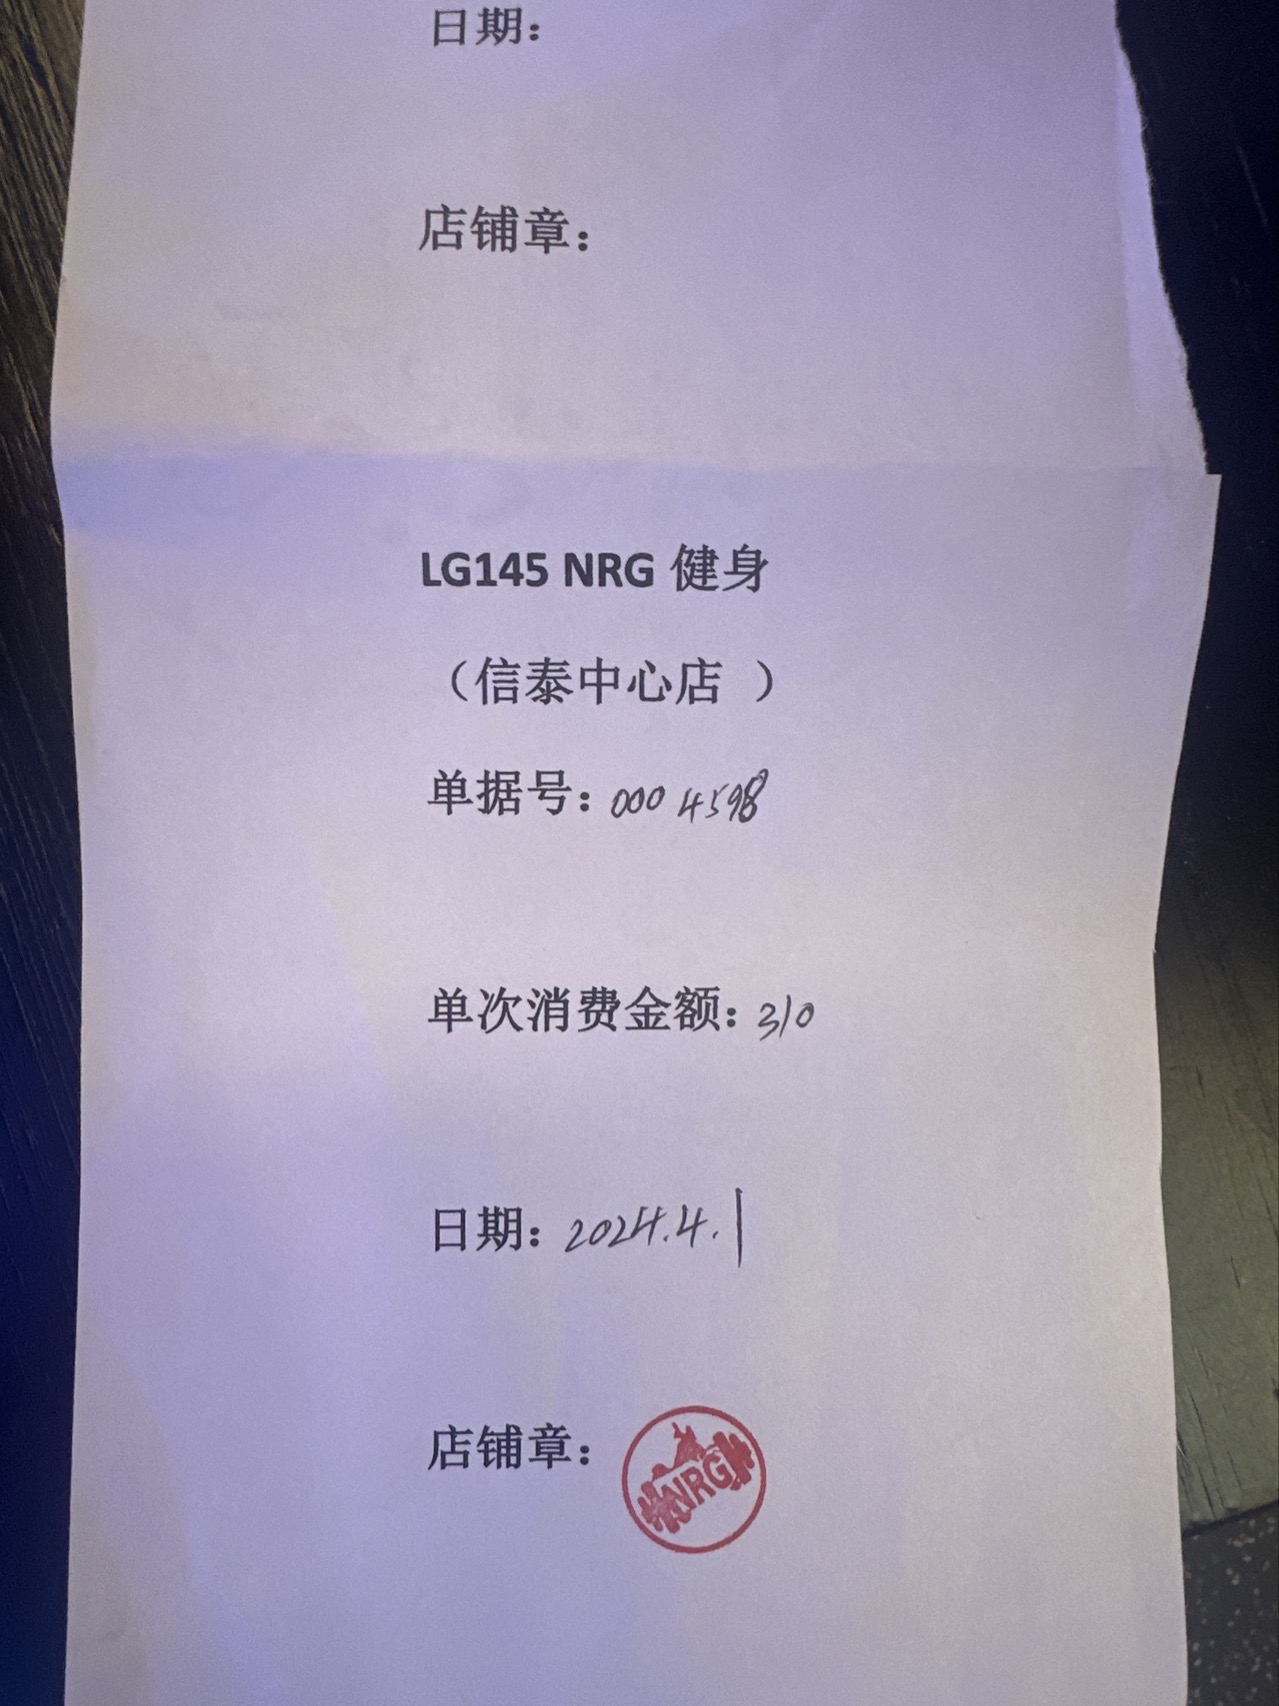 日期：
店铺章：
LG145 NRG 健身
（信泰中心店 ）
单据号：0004598
单次消费金额：310
日期：2024.4.1
店铺章：
NRG